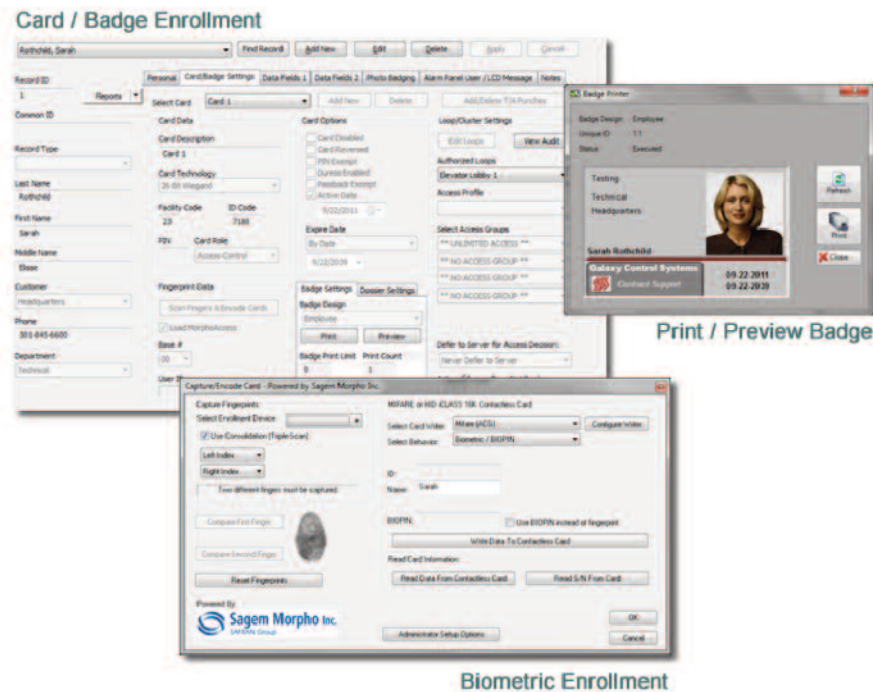 Card / Badge Enrollment
Rothchild, Sarah
Find Record
Add New
Edit
Delete
Apply
Cancel
Record ID
1
Reports
Common ID
Record Type
Last Name
Rothchild
First Name
Sarah
Middle Name
Elisse
Customer
Headquarters
Phone
301-845-6600
Department
Technical
Personal
Card/Badge Settings
Data Fields 1
Data Fields 2
Photo Badging
Alarm Panel User / LCD Message
Notes
Select Card
Card 1
Add New
Delete
Add/Delete T/A Punches
Card Data
Card Description
Card 1
Card Technology
26 Bit Wiegand
Facility Code
ID Code
23
7188
PIN
Card Role
Access Control
Fingerprint Data
Scan Fingers & Encode Cards
Load MorphoAccess
Base #
00
Card Options
Card Disabled
Card Reversed
PIN Exempt
Duress Enabled
Passback Exempt
Active Date
9/22/2011
Expire Date
By Date
9/22/2039
Badge Settings
Dossier Settings
Badge Design
Employee
Print
Preview
Badge Print Limit
Print Count
0
1
Loop/Cluster Settings
Edit Loops
View Audit
Authorized Loops
Elevator Lobby 1
Access Profile
Select Access Groups
** UNLIMITED ACCESS **
** NO ACCESS GROUP **
** NO ACCESS GROUP **
** NO ACCESS GROUP **
Defer to Server for Access Decision:
Never Defer to Server
Badge Printer
Badge Design: Employee
Unique ID: 1:1
Status: Executed
Testing:
Technical
Headquarters
Sarah Rothchild
Galaxy Control Systems
Contract Support
09-22-2011
09-22-2039
Refresh
Print
Close
Print / Preview Badge
Capture/Encode Card - Powered by Sagem Morpho Inc.
Capture Fingerprints:
Select Enrollment Device:
Use Consolidation (TripleScan)
Left Index
Right Index
Two different fingers must be captured.
Compare First Finger
Compare Second Finger
Reset Fingerprints
Powered By
Sagem Morpho Inc.
SAFRAN Group
MIFARE or HID iCLASS 16K Contactless Card
Select Card Writer:
Mifare (ACG)
Configure Writer
Select Behavior:
Biometric / BIOPIN
ID:
Name:
Sarah
BIOPIN:
Use BIOPIN instead of fingerprint
Write Data To Contactless Card
Read Card Information:
Read Data From Contactless Card
Read S/N From Card
Administrator Setup Options
OK
Cancel
Biometric Enrollment